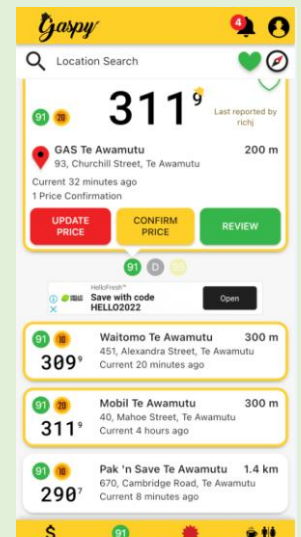 Gaspy
4
Location Search
91 20 311⁹
Last reported by
richj
GAS Te Awamutu 200 m
93, Churchill Street, Te Awamutu
Current 32 minutes ago
1 Price Confirmation
UPDATE
PRICE
CONFIRM
PRICE
REVIEW
91 D
HelloFresh™
Save with code
HELLO2022
Open
91 10 Waitomo Te Awamutu 300 m
451, Alexandra Street, Te Awamutu
309⁹ Current 20 minutes ago
91 20 Mobil Te Awamutu 300 m
40, Mahoe Street, Te Awamutu
311⁹ Current 4 hours ago
91 10 Pak 'n Save Te Awamutu 1.4 km
670, Cambridge Road, Te Awamutu
290⁷ Current 8 minutes ago
$ 91